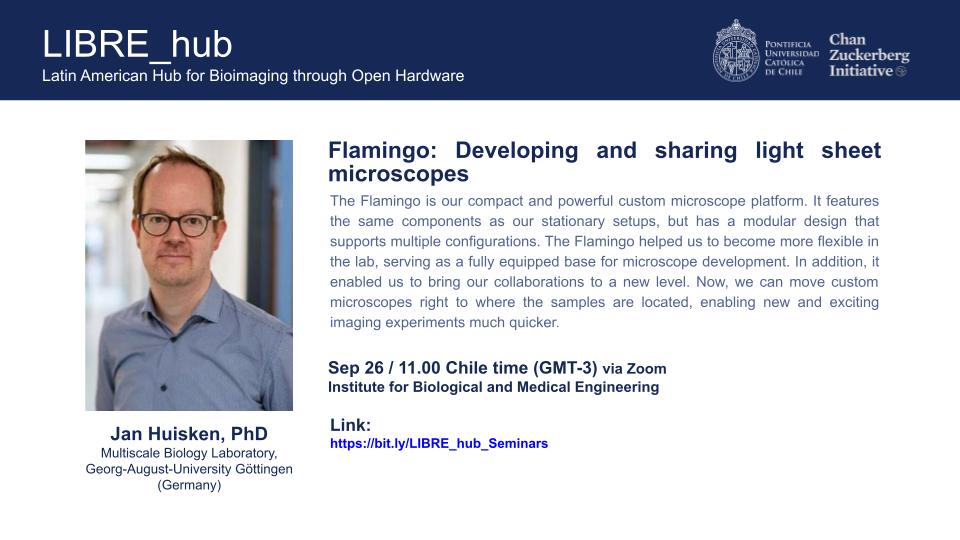 LIBRE_hub
Latin American Hub for Bioimaging through Open Hardware
PONTIFICIA
UNIVERSIDAD
CATÓLICA
DE CHILE
Chan
Zuckerberg
Initiative
Flamingo: Developing and sharing light sheet
microscopes
The Flamingo is our compact and powerful custom microscope platform. It features
the same components as our stationary setups, but has a modular design that
supports multiple configurations. The Flamingo helped us to become more flexible in
the lab, serving as a fully equipped base for microscope development. In addition, it
enabled us to bring our collaborations to a new level. Now, we can move custom
microscopes right to where the samples are located, enabling new and exciting
imaging experiments much quicker.
Sep 26 / 11.00 Chile time (GMT-3) via Zoom
Institute for Biological and Medical Engineering
Link:
https://bit.ly/LIBRE_hub_Seminars
Jan Huisken, PhD
Multiscale Biology Laboratory,
Georg-August-University Göttingen
(Germany)